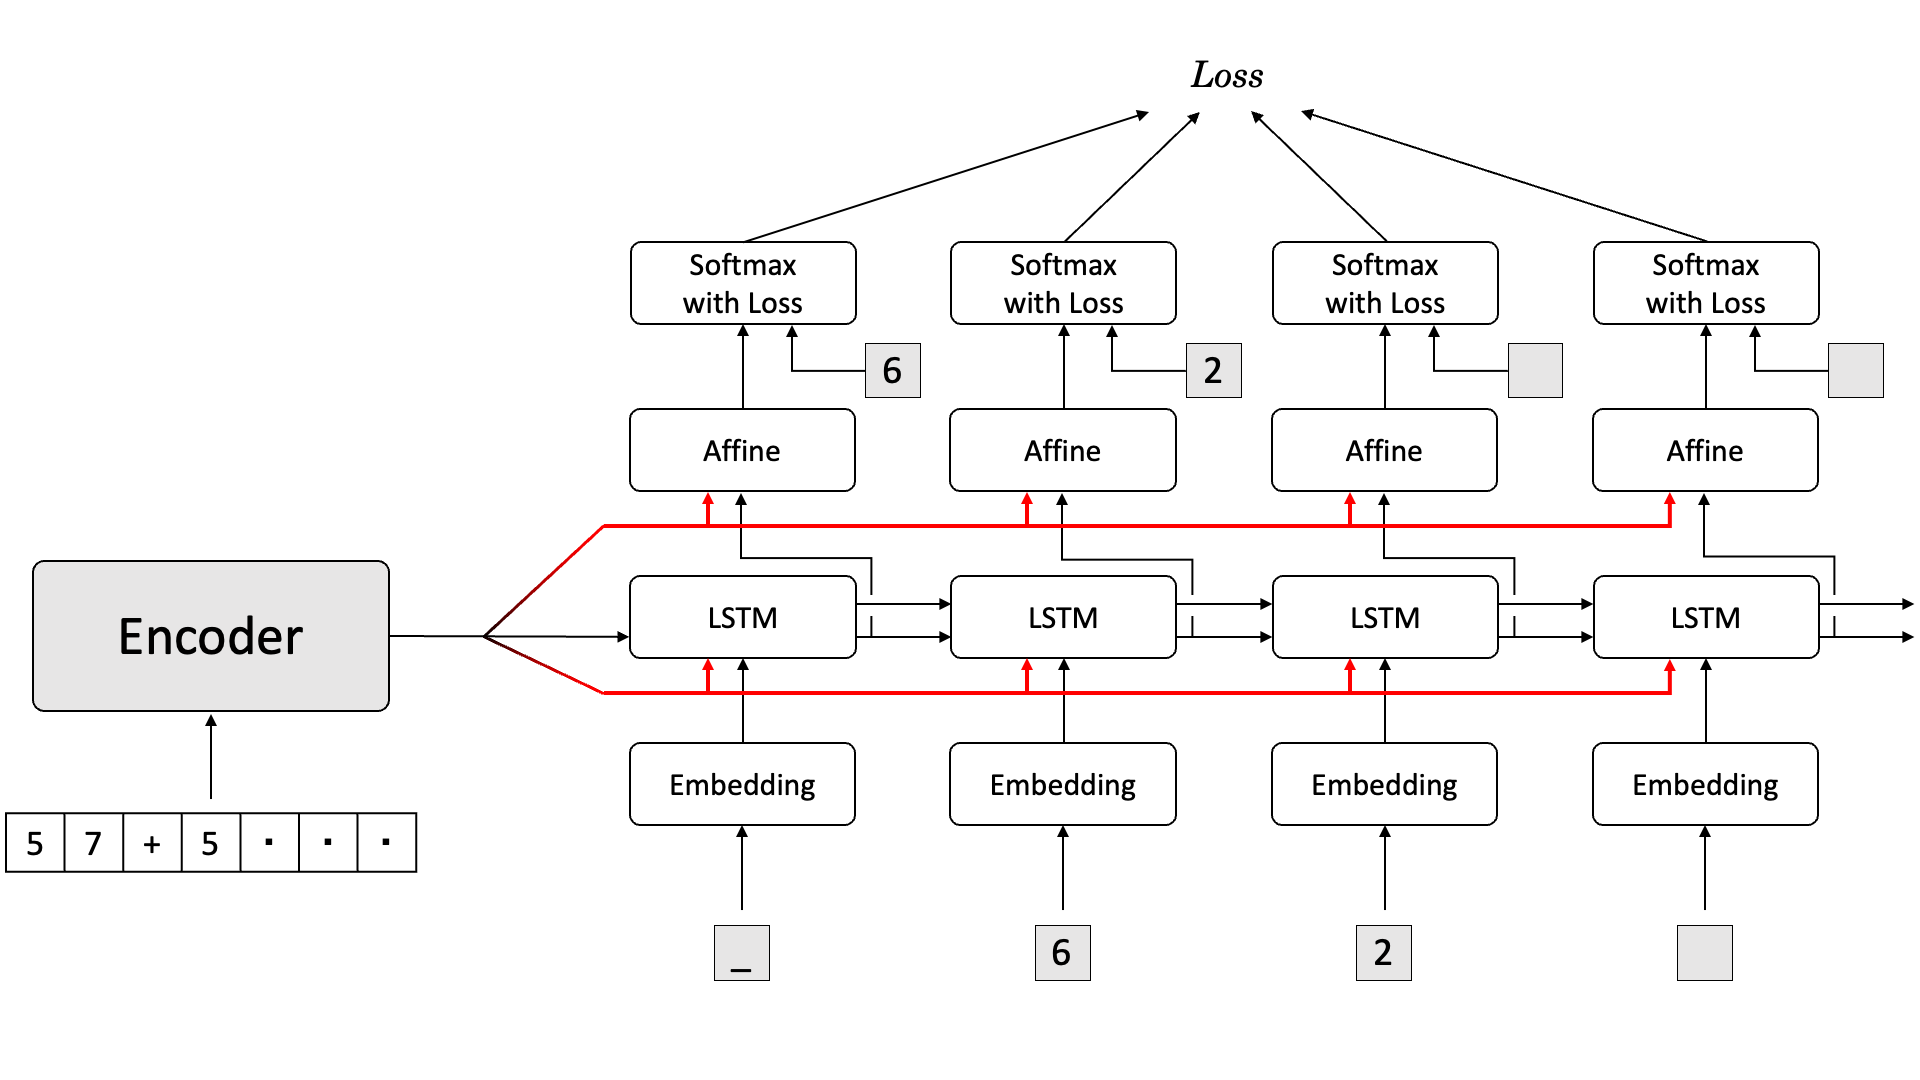 Loss
Softmax
with Loss
Softmax
with Loss
Softmax
with Loss
Softmax
with Loss
6
2
Affine
Affine
Affine
Affine
Encoder
LSTM
LSTM
LSTM
LSTM
Embedding
Embedding
Embedding
Embedding
5 7 + 5 · · ·
_
6
2